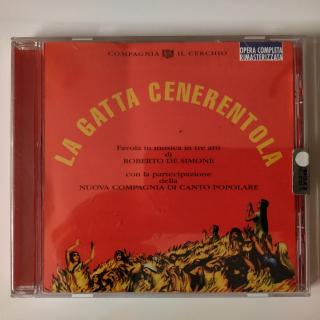 COMPAGNIA IL CERCHIO
OPERA COMPLETA
RIMASTERIZZATA
LA GATTA CENERENTOLA
Favola in musica in tre atti
di
ROBERTO DE SIMONE
con la partecipazione
della
NUOVA COMPAGNIA DI CANTO POPOLARE